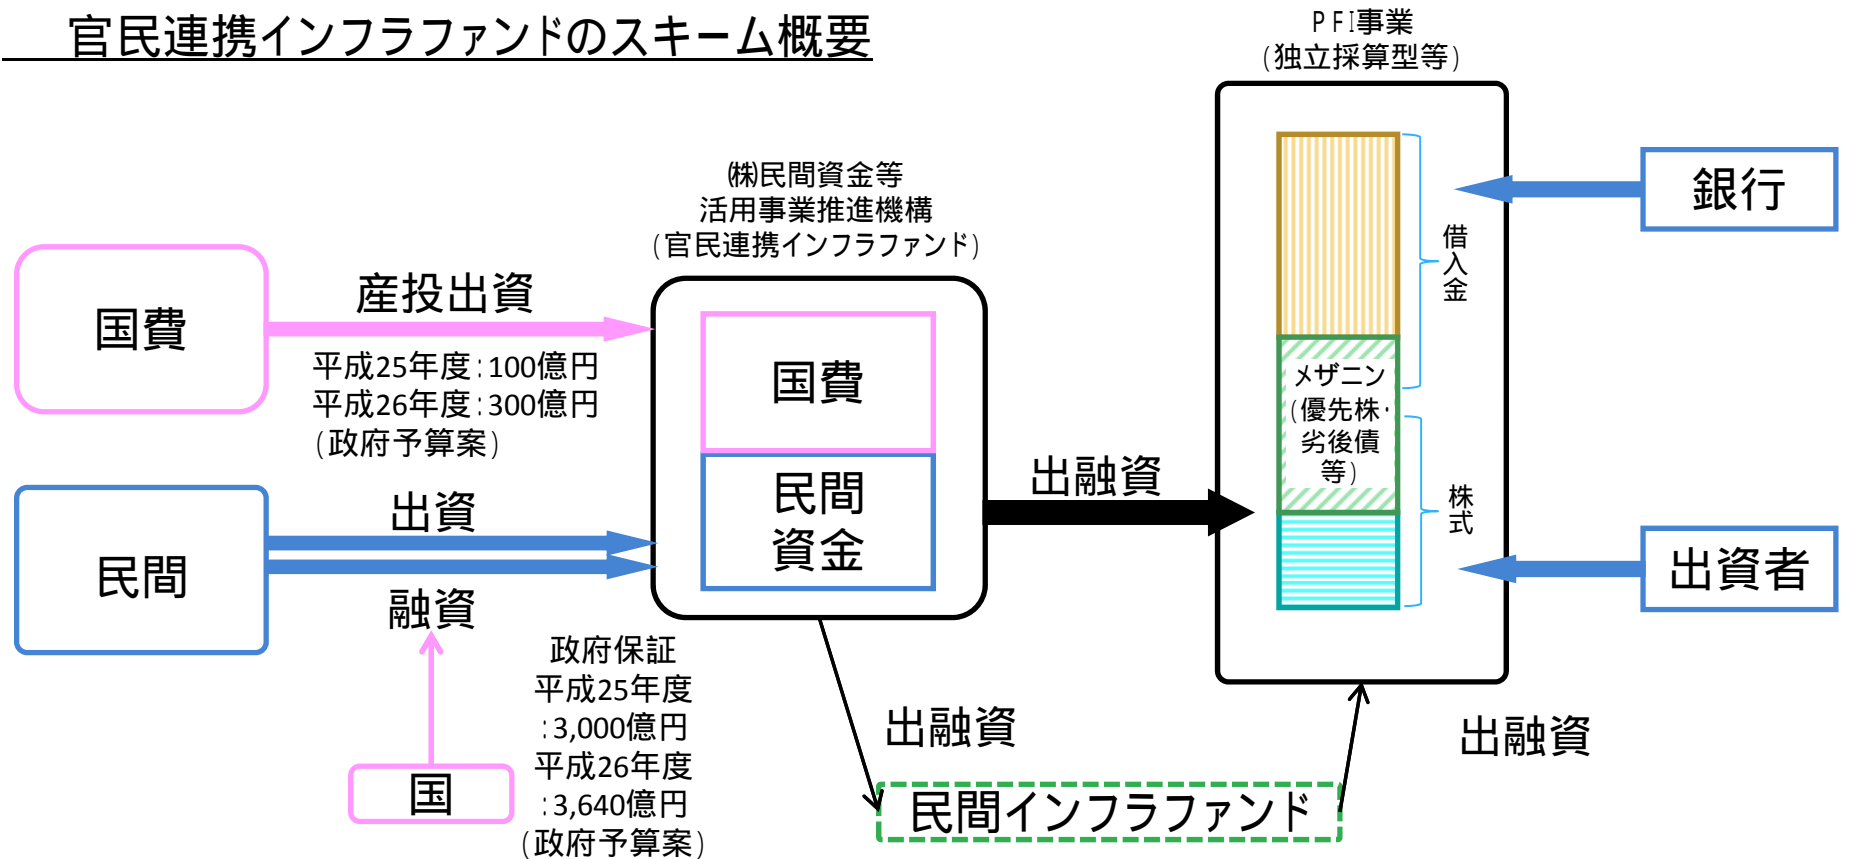 官民連携インフラファンドのスキーム概要
PFI事業
(独立採算型等)
㈱民間資金等
活用事業推進機構
(官民連携インフラファンド)
国費
産投出資
平成25年度:100億円
平成26年度:300億円
(政府予算案)
民間
出資
融資
国
政府保証
平成25年度
:3,000億円
平成26年度
:3,640億円
(政府予算案)
国費
民間
資金
出融資
出融資
民間インフラファンド
出融資
メザニン
(優先株・
劣後債
等)
借入金
株式
銀行
出資者